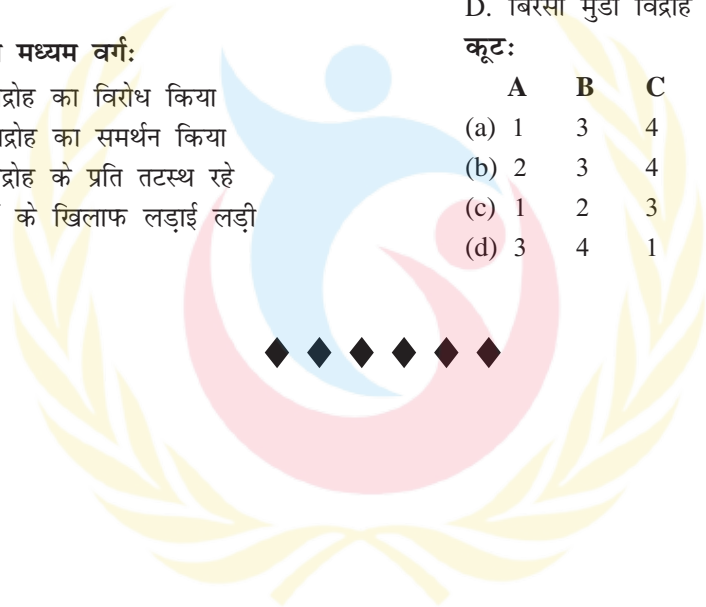 मध्यम वर्गः
का विरोध किया
का समर्थन किया
के प्रति तटस्थ रहे
के खिलाफ लड़ाई लड़ी
D. बिरसा मुंडा विद्रोह
कूटः
A B C
(a) 1 3 4
(b) 2 3 4
(c) 1 2 3
(d) 3 4 1